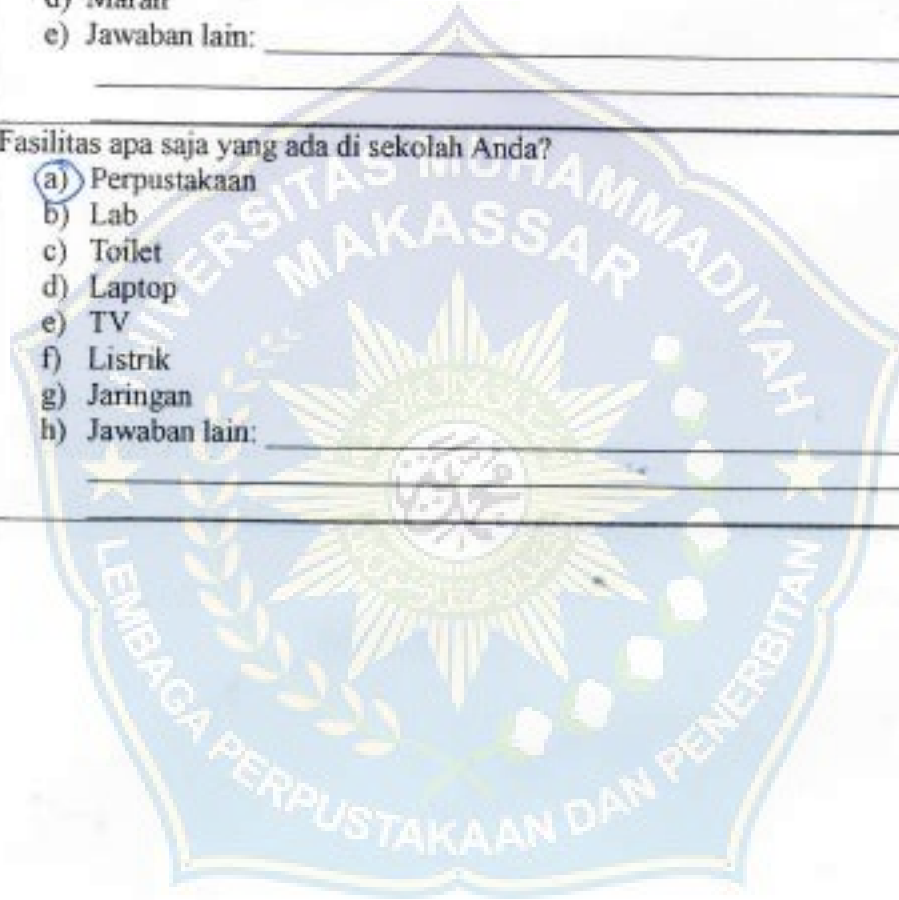 d) Marah
e) Jawaban lain:
Fasilitas apa saja yang ada di sekolah Anda?
a) Perpustakaan
b) Lab
c) Toilet
d) Laptop
e) TV
f) Listrik
g) Jaringan
h) Jawaban lain:
UNIVERSITAS MUHAMMADIYAH
MAKASSAR
LEMBAGA PERPUSTAKAAN DAN PENERBITAN